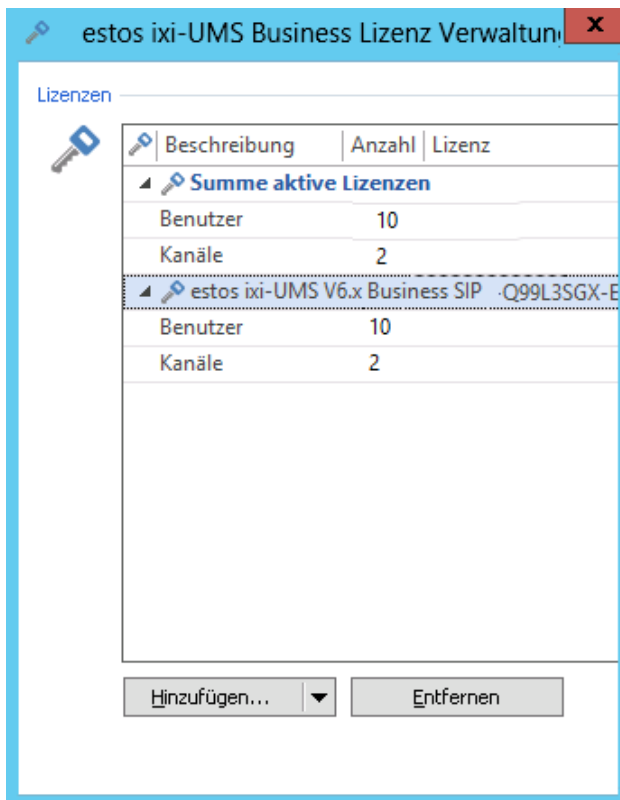 estos ixi-UMS Business Lizenz Verwaltun
x
Lizenzen
Beschreibung Anzahl Lizenz
Summe aktive Lizenzen
Benutzer 10
Kanäle 2
estos ixi-UMS V6.x Business SIP -Q99L3SGX-E
Benutzer 10
Kanäle 2
Hinzufügen... Entfernen